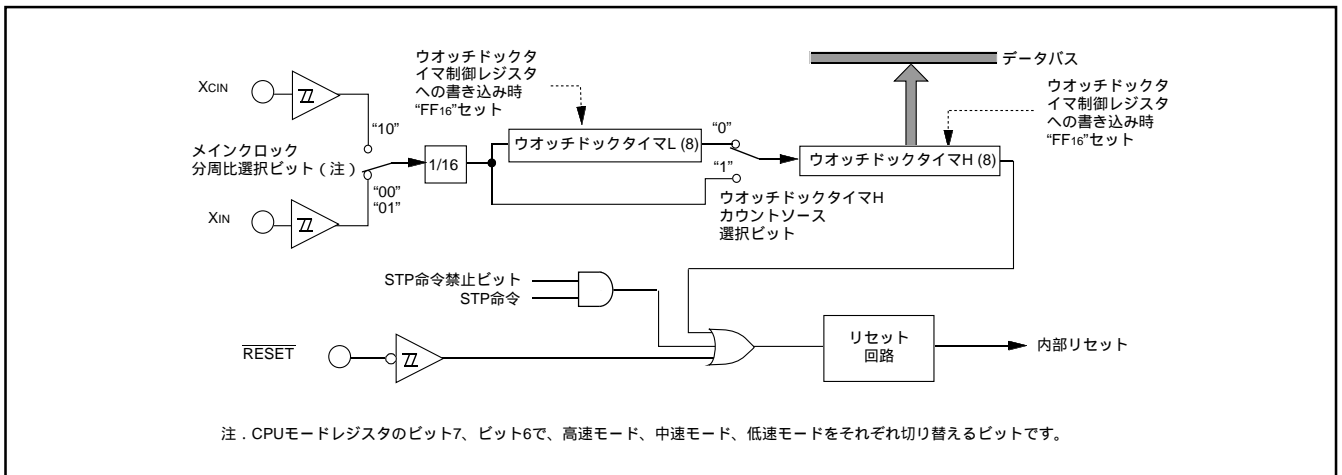 ウオッチドックタ
イマ制御レジスタ
への書き込み時
“FF16”セット
データバス
ウオッチドックタ
イマ制御レジスタ
への書き込み時
“FF16”セット
XCIN
“10”
“0”
ウオッチドックタイマL (8)
ウオッチドックタイマH (8)
メインクロック
分周比選択ビット（注）
1/16
“1”
“00”
“01”
XIN
ウオッチドックタイマH
カウントソース
選択ビット
STP命令禁止ビット
STP命令
RESET
リセット
回路
内部リセット
注．CPUモードレジスタのビット7、ビット6で、高速モード、中速モード、低速モードをそれぞれ切り替えるビットです。